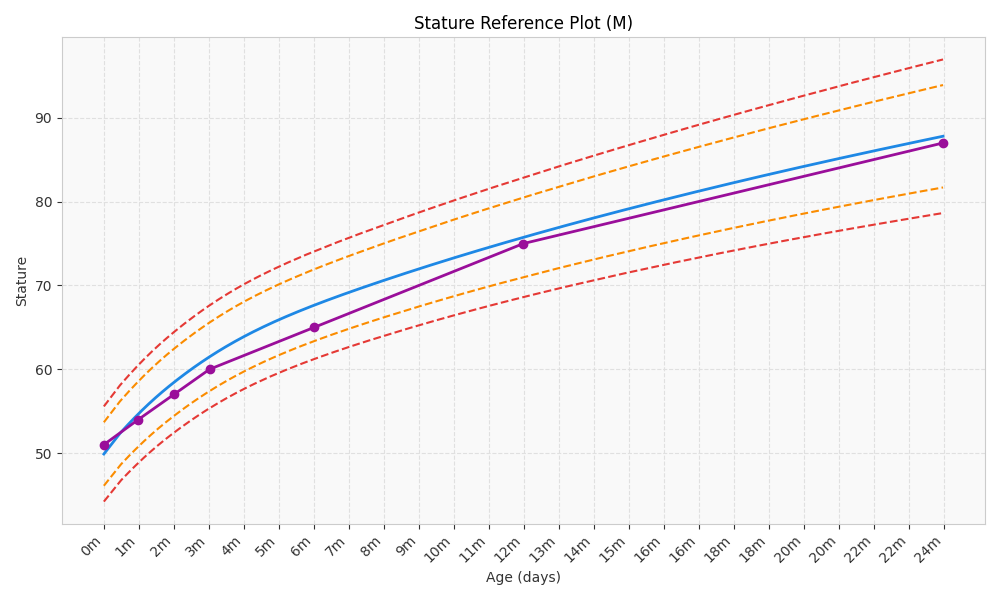 Stature Reference Plot (M)
Stature
90
80
70
60
50
0m 1m 2m 3m 4m 5m 6m 7m 8m 9m 10m 11m 12m 13m 14m 15m 16m 16m 18m 18m 20m 20m 22m 22m 24m
Age (days)